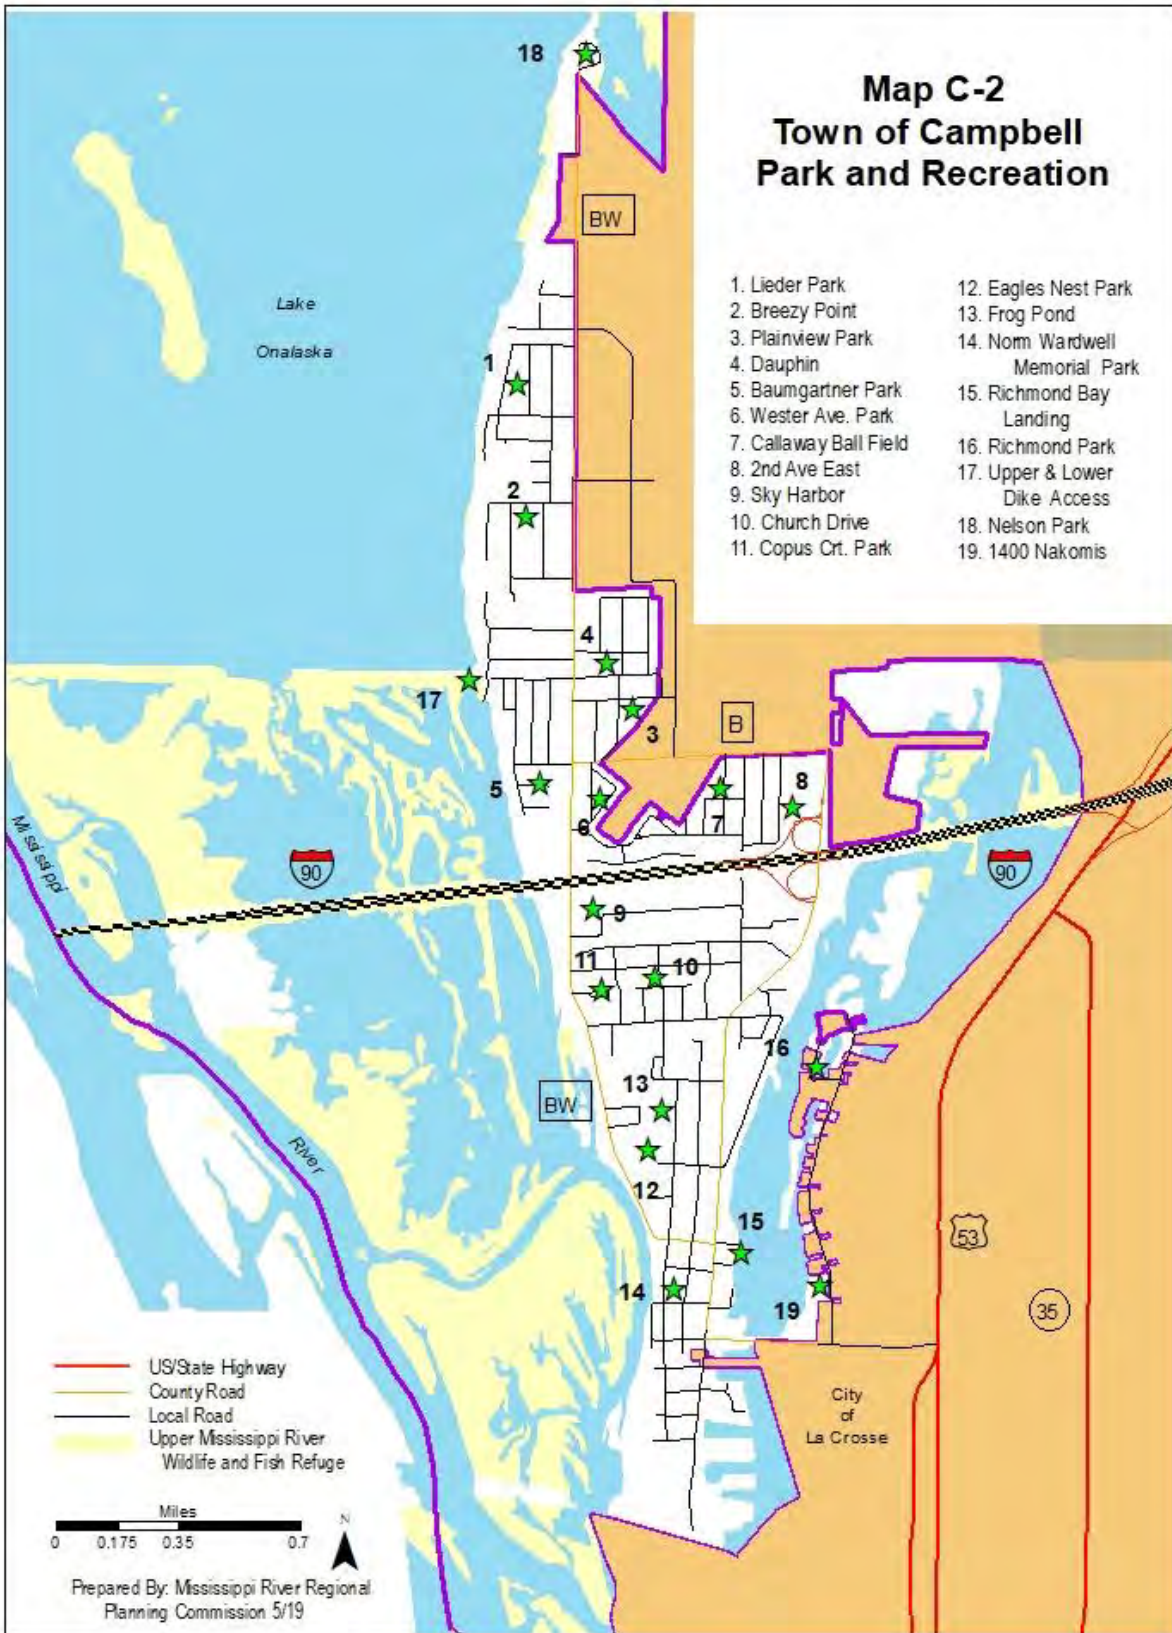 Map C-2
Town of Campbell
Park and Recreation
1. Lieder Park
2. Breezy Point
3. Plainview Park
4. Dauphin
5. Baumgartner Park
6. Wester Ave. Park
7. Callaway Ball Field
8. 2nd Ave East
9. Sky Harbor
10. Church Drive
11. Copus Crt. Park
12. Eagles Nest Park
13. Frog Pond
14. Norm Wardwell
Memorial Park
15. Richmond Bay
Landing
16. Richmond Park
17. Upper & Lower
Dike Access
18. Nelson Park
19. 1400 Nakomis
18
BW
Lake
Onalaska
1
2
4
17
3
B
5
6
7
8
Mississippi
90
90
9
11
10
16
13
BW
River
12
15
53
14
19
35
City
of
La Crosse
US/State Highway
County Road
Local Road
Upper Mississippi River
Wildlife and Fish Refuge
Miles
0 0.175 0.35 0.7
N
Prepared By: Mississippi River Regional
Planning Commission 5/19